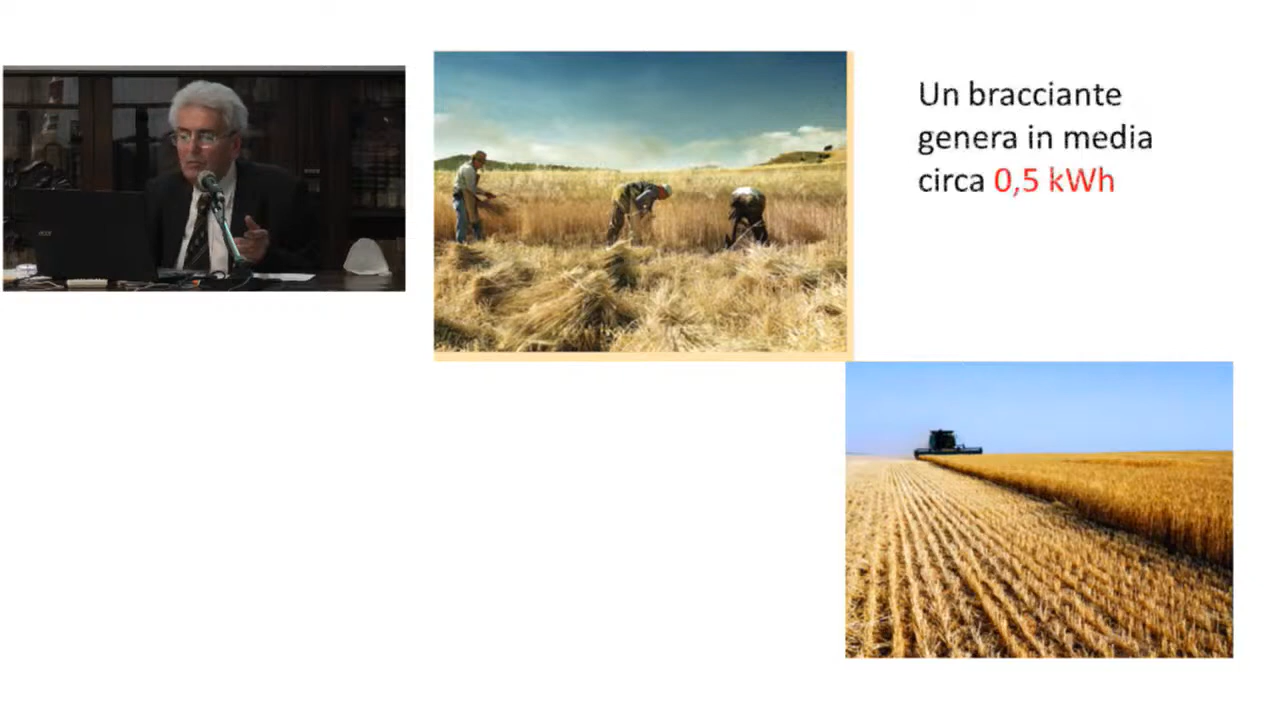 Un bracciante
genera in media
circa 0,5 kWh